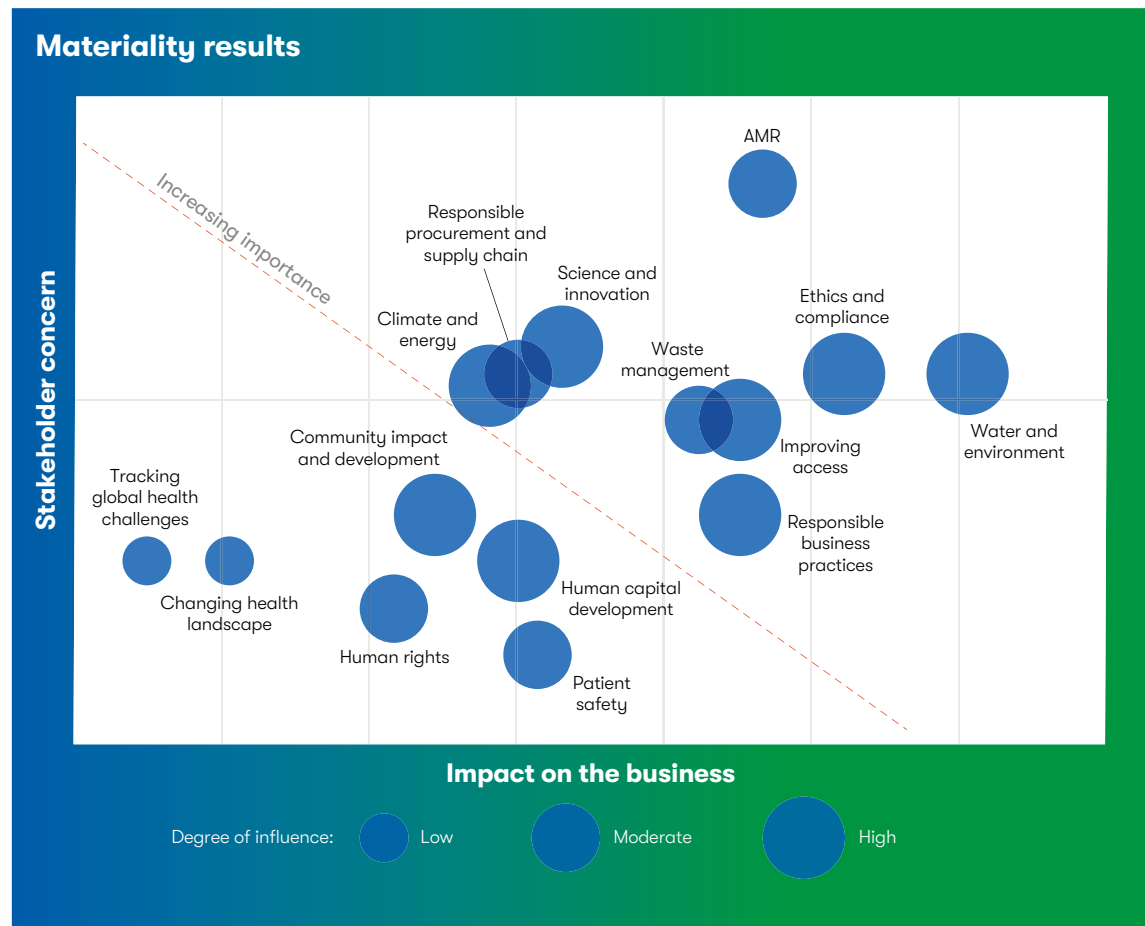 Materiality results
Stakeholder concern
Increasing importance
AMR
Responsible
procurement and
supply chain
Science and
innovation
Climate and
energy
Ethics and
compliance
Waste
management
Water and
environment
Improving
access
Community impact
and development
Tracking
global health
challenges
Responsible
business
practices
Changing health
landscape
Human capital
development
Human rights
Patient
safety
Impact on the business
Degree of influence:
Low
Moderate
High